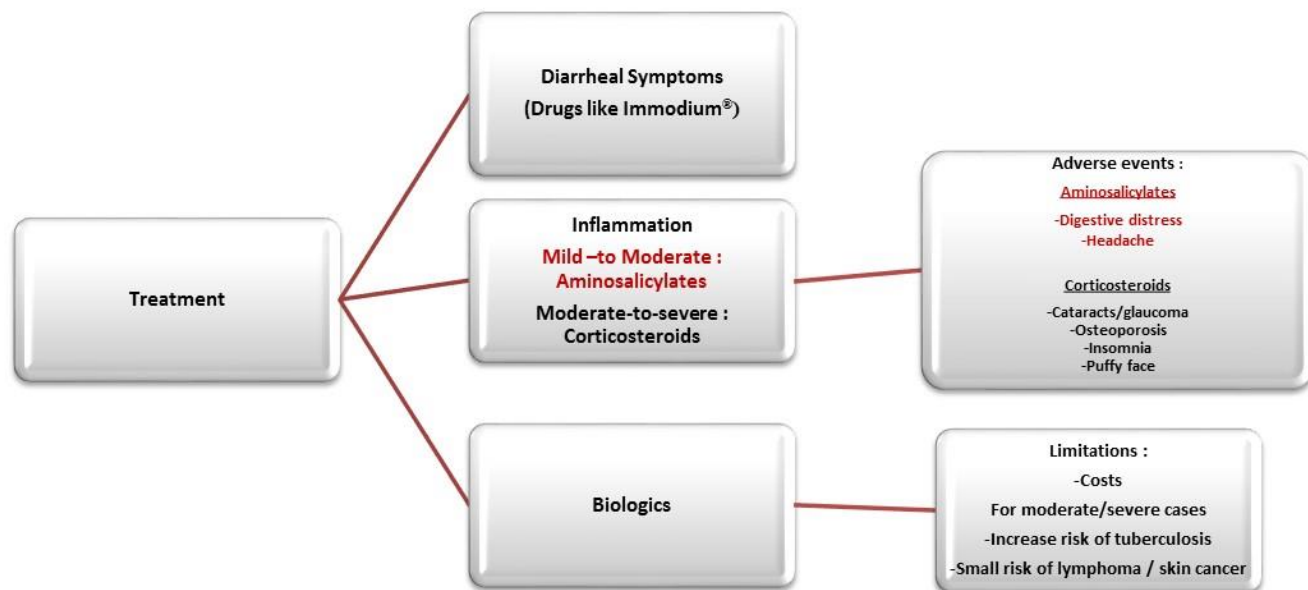 Treatment
Diarrheal Symptoms
(Drugs like Immodium®)
Inflammation
Mild –to Moderate :
Aminosalicylates
Moderate-to-severe :
Corticosteroids
Adverse events :
Aminosalicylates
-Digestive distress
-Headache
Corticosteroids
-Cataracts/glaucoma
-Osteoporosis
-Insomnia
-Puffy face
Biologics
Limitations :
-Costs
For moderate/severe cases
-Increase risk of tuberculosis
-Small risk of lymphoma / skin cancer